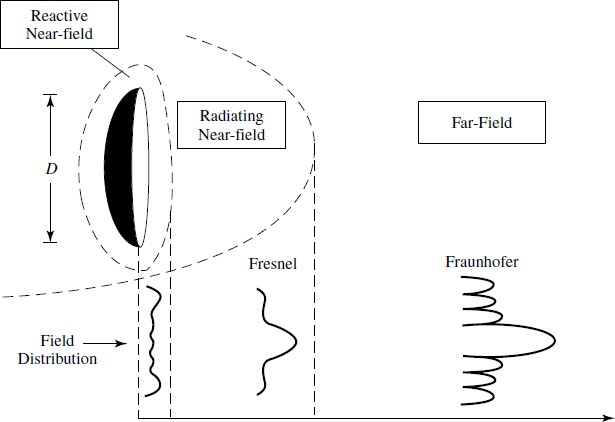 Reactive
Near-field
Radiating
Near-field
Far-Field
D
Fresnel
Fraunhofer
Field
Distribution